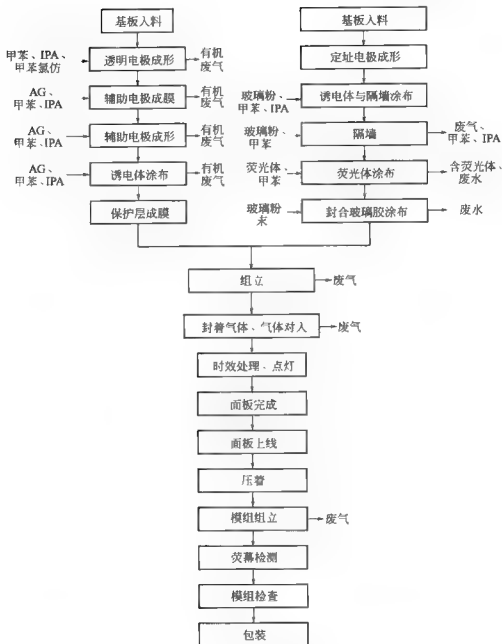 基板入料
甲苯、IPA、
甲苯氯仿
透明电极成形
有机
废气
AG、
甲苯、IPA
辅助电极成膜
有机
废气
AG、
甲苯、IPA
辅助电极成形
有机
废气
AG、
甲苯、IPA
诱电体涂布
有机
废气
保护层成膜
基板入料
定址电极成形
玻璃粉、
甲苯、IPA
诱电体与隔墙涂布
玻璃粉、
甲苯
隔墙
废气、
甲苯、IPA
荧光体、
甲苯
荧光体涂布
含荧光体、
废水
玻璃粉
末
封合玻璃胶涂布
废水
组立
废气
封着气体、气体对入
废气
时效处理、点灯
面板完成
面板上线
压着
模组组立
废气
荧幕检测
模组检查
包装